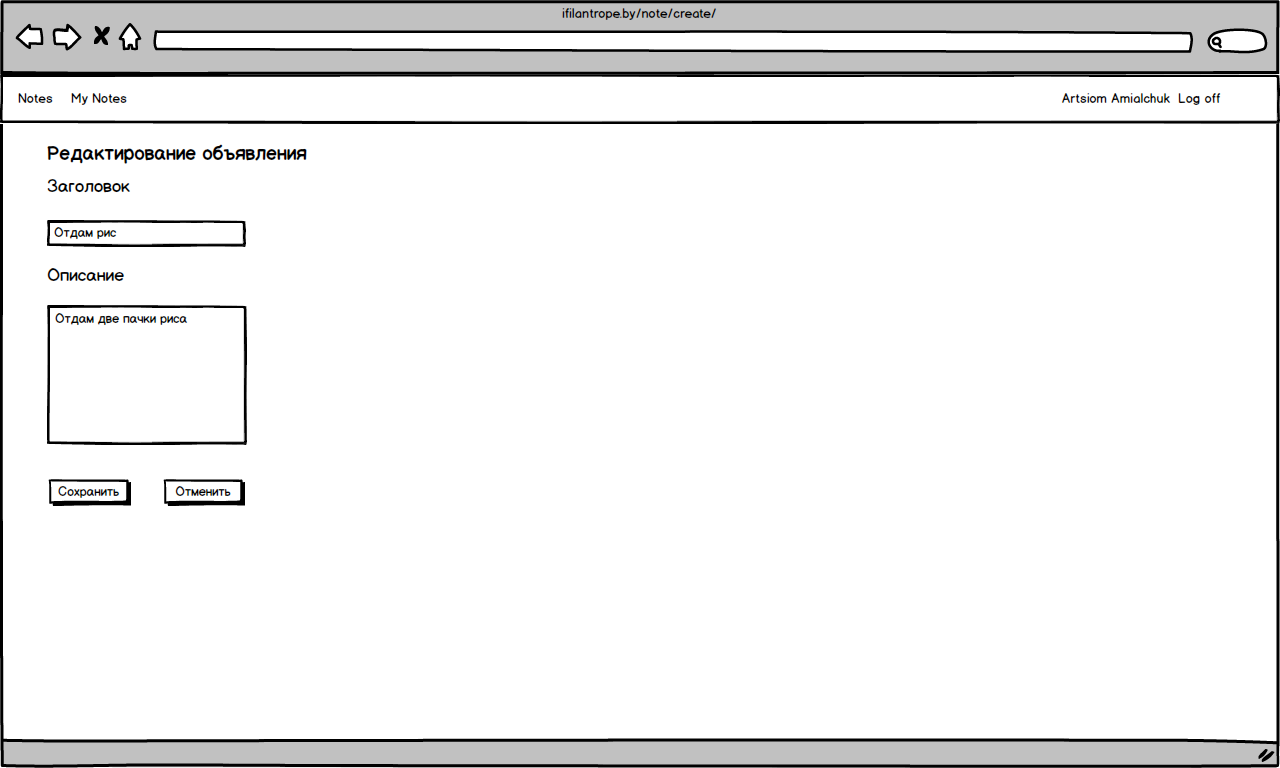 ifilantrope.by/note/create/
Notes My Notes Artsiom Amialchuk Log off
Редактирование объявления
Заголовок
Отдам рис
Описание
Отдам две пачки риса
Сохранить Отменить